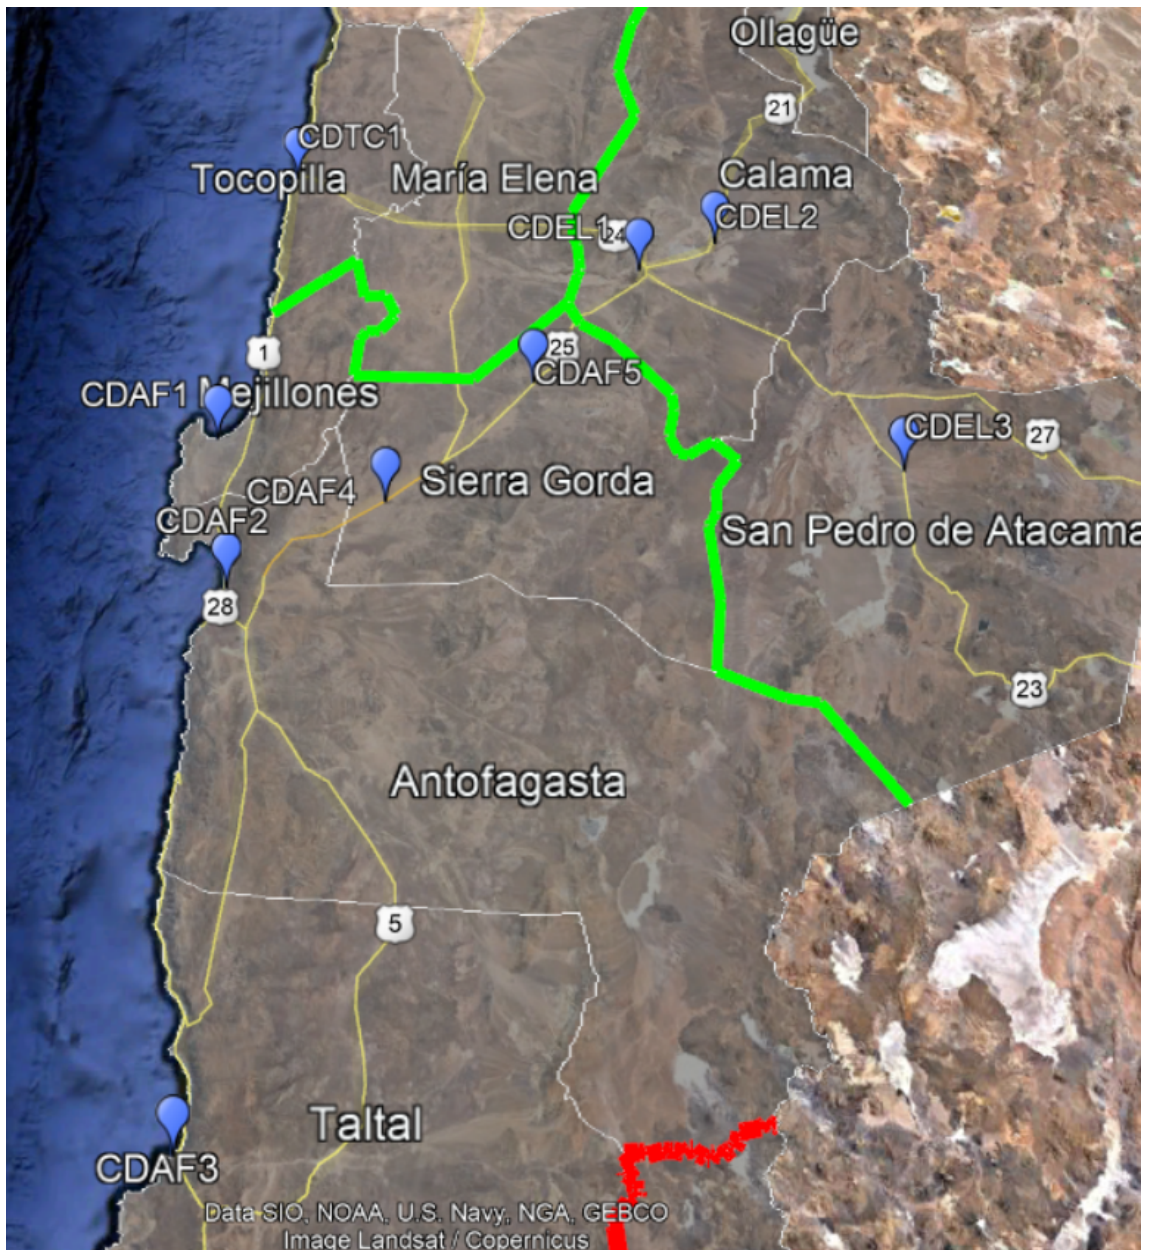 Ollagüe
21
CDTC1
Tocopilla
María Elena
Calama
CDEL1
24
CDEL2
1
25
CDAF5
CDAF1
Mejillones
CDEL3
27
CDAF4
Sierra Gorda
CDAF2
San Pedro de Atacama
28
23
Antofagasta
5
Taltal
CDAF3
Data SIO, NOAA, U.S. Navy, NGA, GEBCO
Image Landsat / Copernicus